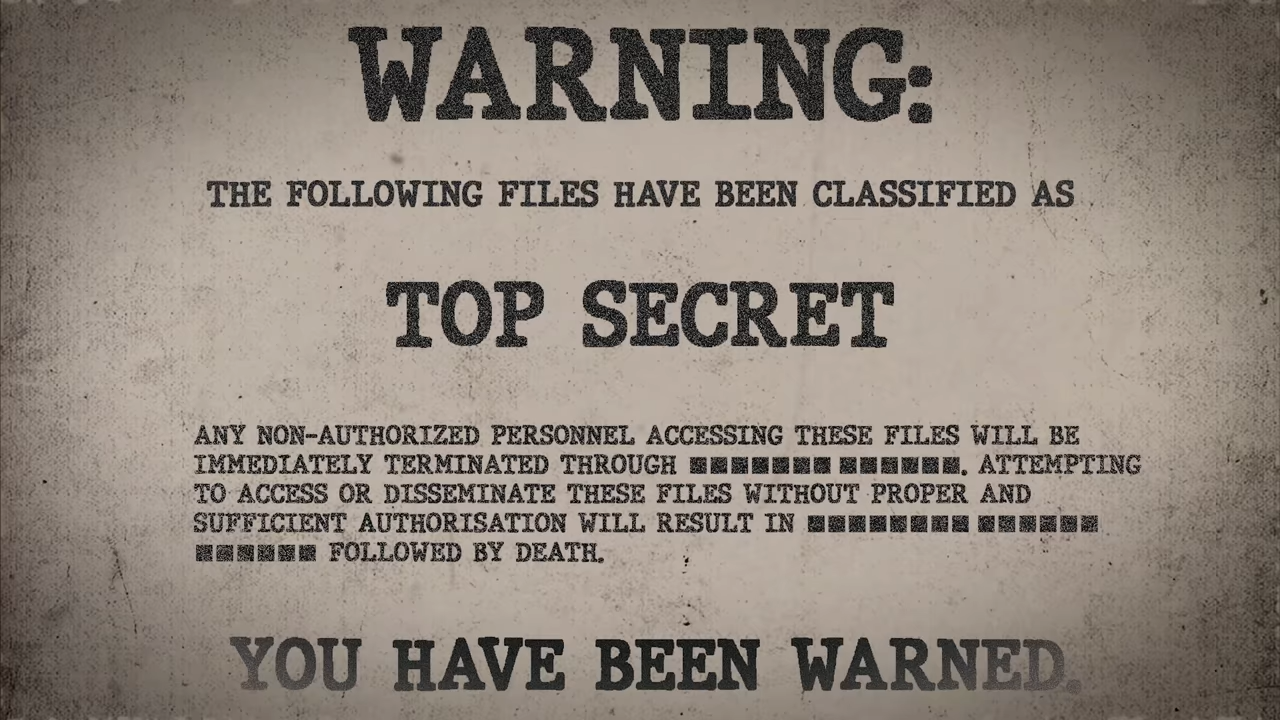 WARNING:
THE FOLLOWING FILES HAVE BEEN CLASSIFIED AS
TOP SECRET
ANY NON-AUTHORIZED PERSONNEL ACCESSING THESE FILES WILL BE
IMMEDIATELY TERMINATED THROUGH ■■■■■■■ ■■■■■■. ATTEMPTING
TO ACCESS OR DISSEMINATE THESE FILES WITHOUT PROPER AND
SUFFICIENT AUTHORISATION WILL RESULT IN ■■■■■■■■ ■■■■■■
■■■■■■ FOLLOWED BY DEATH.
YOU HAVE BEEN WARNED.